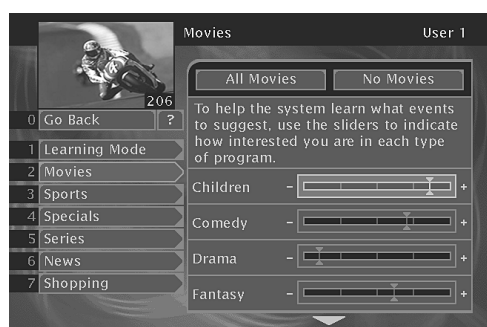 Movies User 1
206
0 Go Back ?
1 Learning Mode
2 Movies
3 Sports
4 Specials
5 Series
6 News
7 Shopping
All Movies No Movies
To help the system learn what events
to suggest, use the sliders to indicate
how interested you are in each type
of program.
Children - +
Comedy - +
Drama - +
Fantasy - +